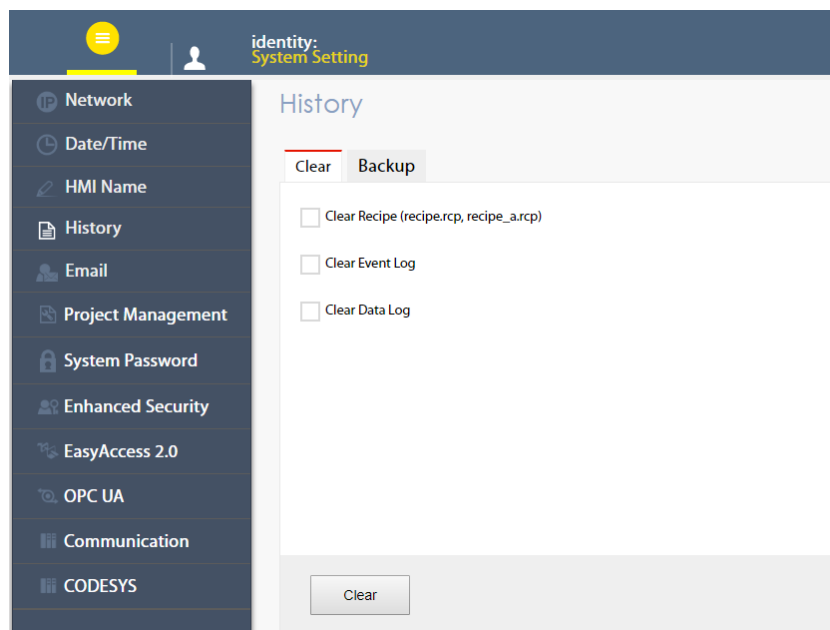 identity:
System Setting
Network
Date/Time
HMI Name
History
Email
Project Management
System Password
Enhanced Security
EasyAccess 2.0
OPC UA
Communication
CODESYS
History
Clear Backup
Clear Recipe (recipe.rcp, recipe_a.rcp)
Clear Event Log
Clear Data Log
Clear